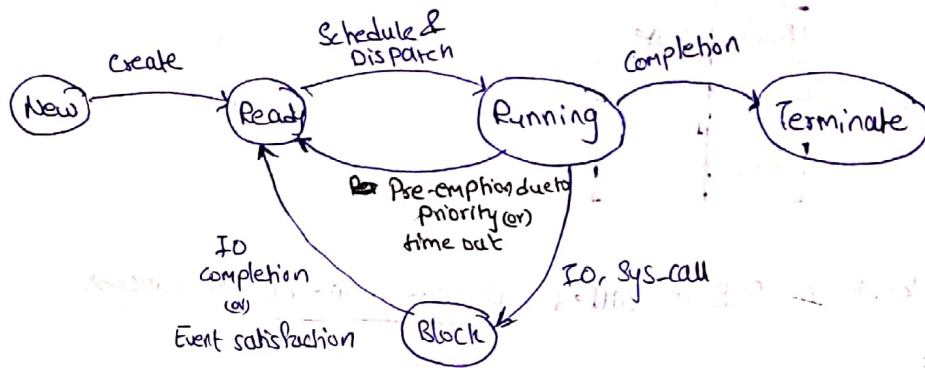 Schedule &
Dispatch
Create
Completion
New
Ready
Running
Terminate
Pre-emption due to
Priority (or)
time out
IO
completion
(or)
Event satisfaction
IO, Sys-call
Block